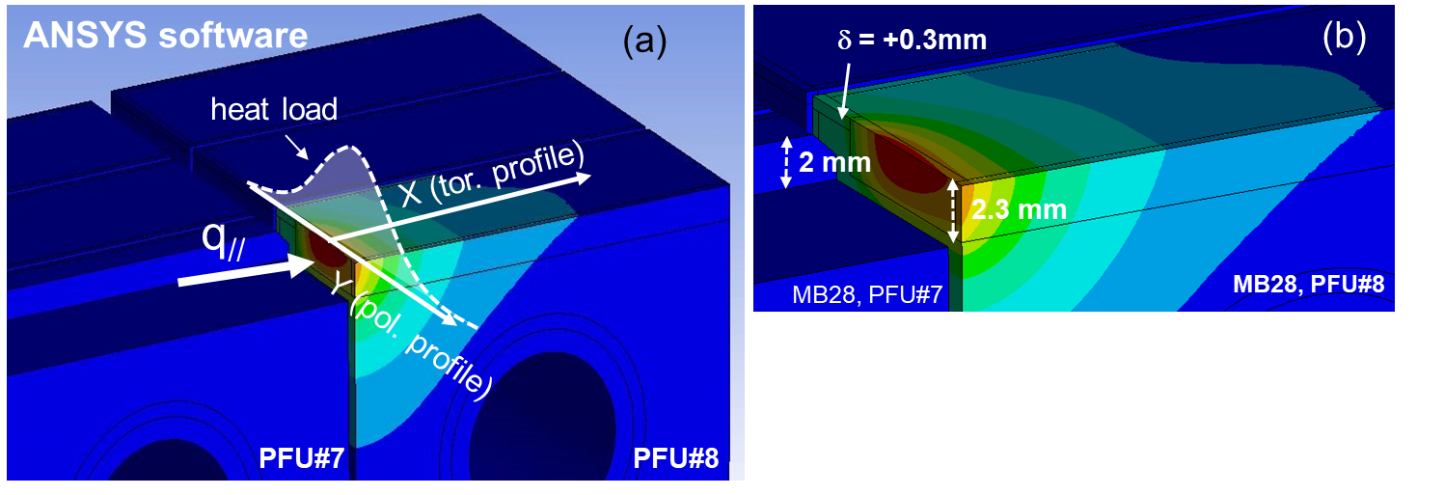 ANSYS software
(a)
heat load
X (tor. profile)
q//
Y (pol. profile)
PFU#7
PFU#8
(b)
δ = +0.3mm
2 mm
2.3 mm
MB28, PFU#7
MB28, PFU#8